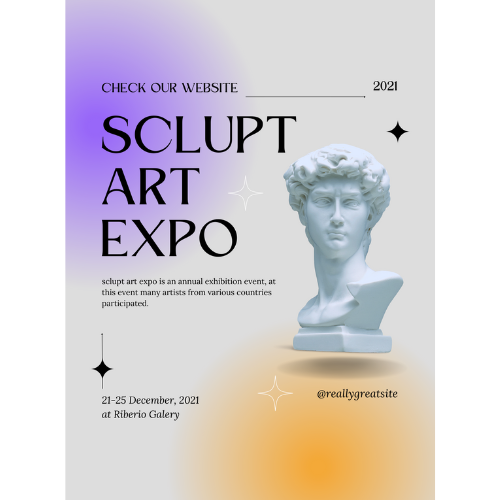 CHECK OUR WEBSITE
2021
SCLUPT
ART
EXPO
sclupt art expo is an annual exhibition event, at
this event many artists from various countries
participated.
21-25 December, 2021
at Riberio Galery
@reallygreatsite